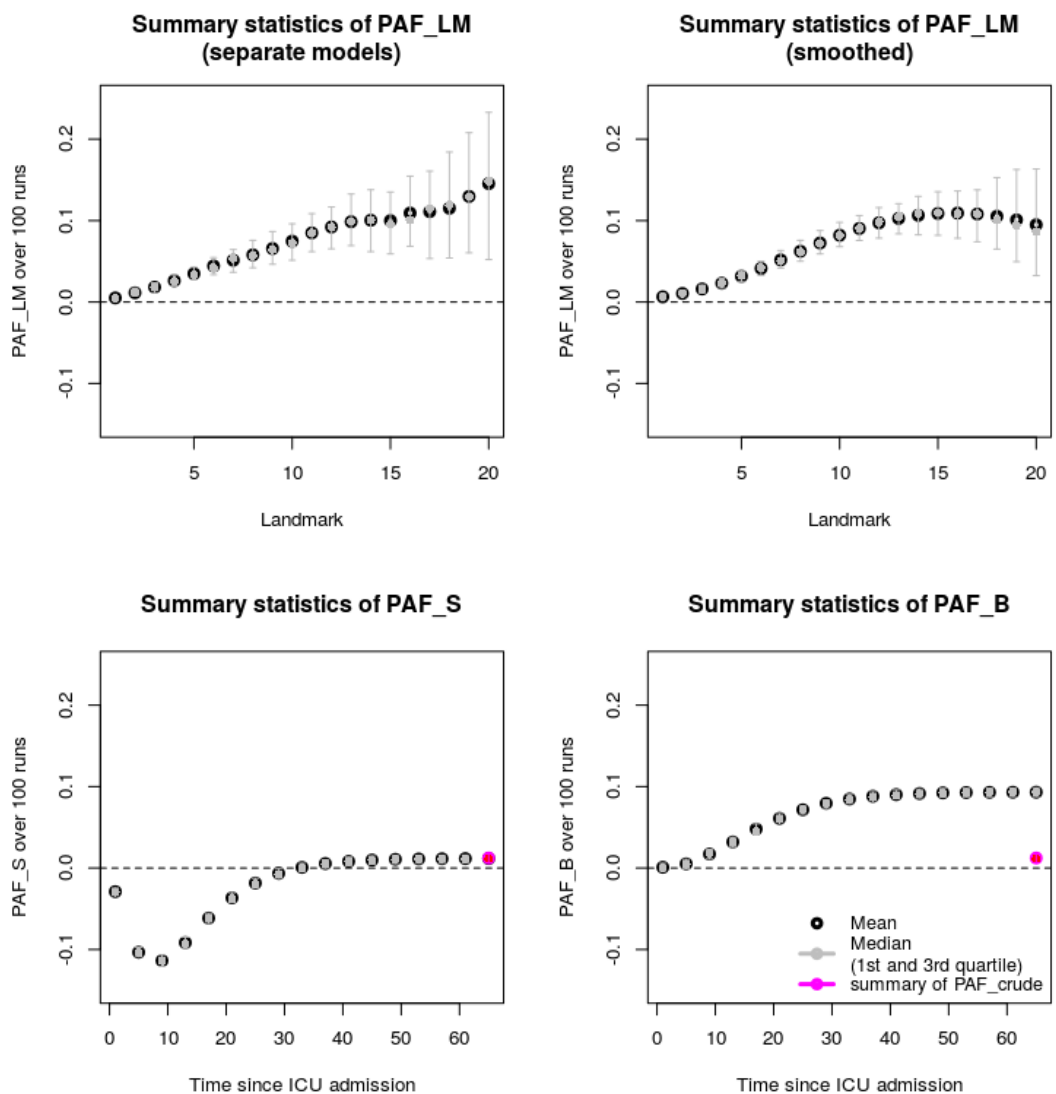 Summary statistics of PAF_LM
(separate models)
PAF_LM over 100 runs
0.2
0.1
0.0
-0.1
5
10
15
20
Landmark
Summary statistics of PAF_LM
(smoothed)
PAF_LM over 100 runs
0.2
0.1
0.0
-0.1
5
10
15
20
Landmark
Summary statistics of PAF_S
PAF_S over 100 runs
0.2
0.1
0.0
-0.1
0
10
20
30
40
50
60
Time since ICU admission
Summary statistics of PAF_B
PAF_B over 100 runs
0.2
0.1
0.0
-0.1
Mean
Median
(1st and 3rd quartile)
summary of PAF_crude
0
10
20
30
40
50
60
Time since ICU admission